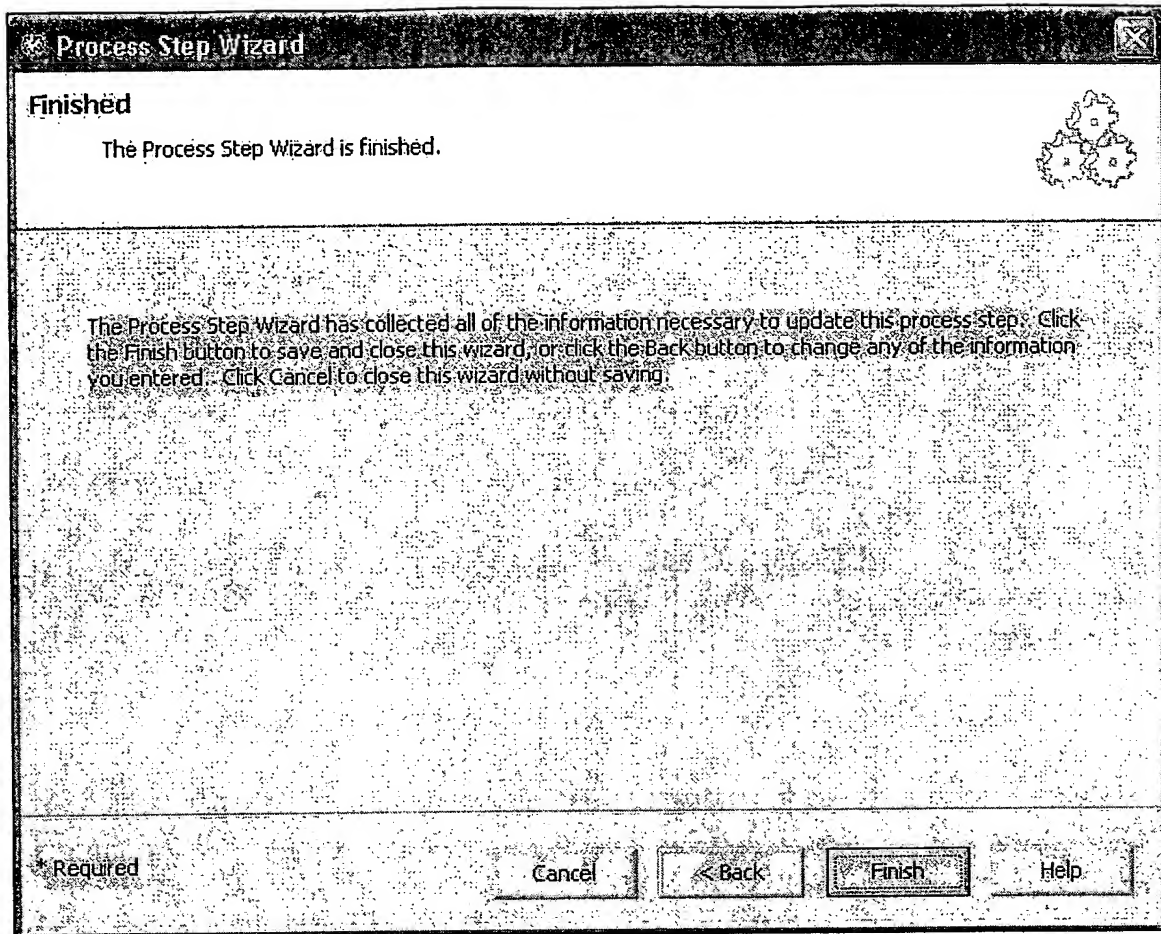 Process Step Wizard
Finished
The Process Step Wizard is finished.
The Process Step Wizard has collected all of the information necessary to update this process step. Click
the Finish button to save and close this wizard, or click the Back button to change any of the information
you entered. Click Cancel to close this wizard without saving.
* Required Cancel < Back Finish Help